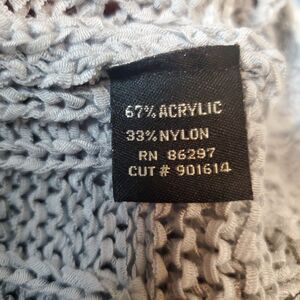 67% ACRYLIC
33% NYLON
RN 86297
CUT # 901614